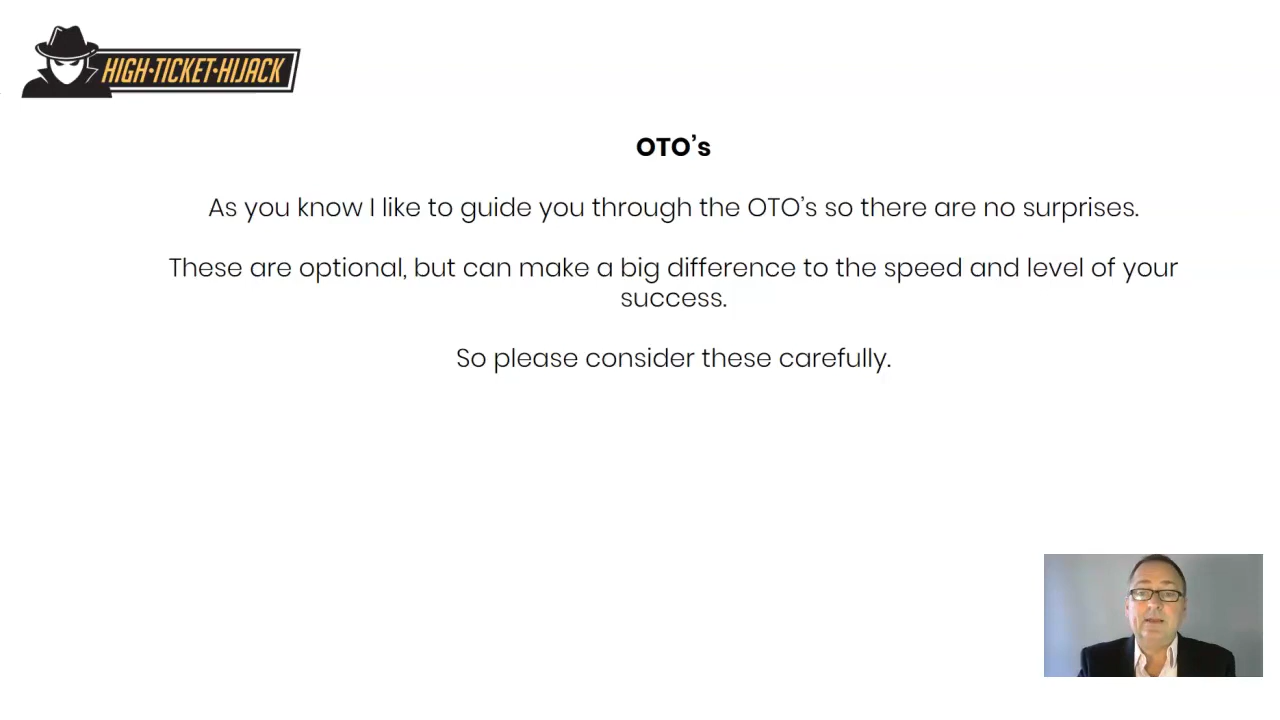 HIGH·TICKET·HIJACK
OTO’s
As you know I like to guide you through the OTO’s so there are no surprises.
These are optional, but can make a big difference to the speed and level of your
success.
So please consider these carefully.